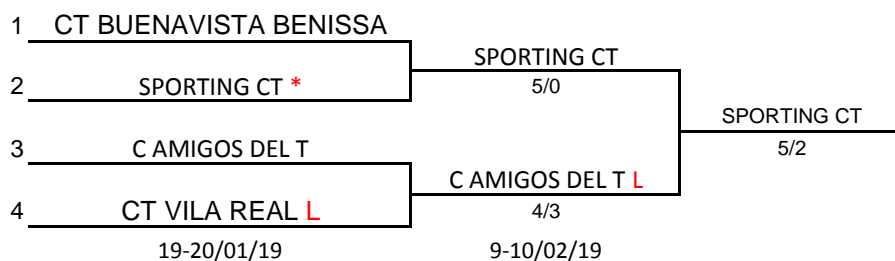 1 CT BUENAVISTA BENISSA
SPORTING CT
2 SPORTING CT *
5/0
SPORTING CT
5/2
3 C AMIGOS DEL T
C AMIGOS DEL T L
4 CT VILA REAL L
4/3
19-20/01/19
9-10/02/19